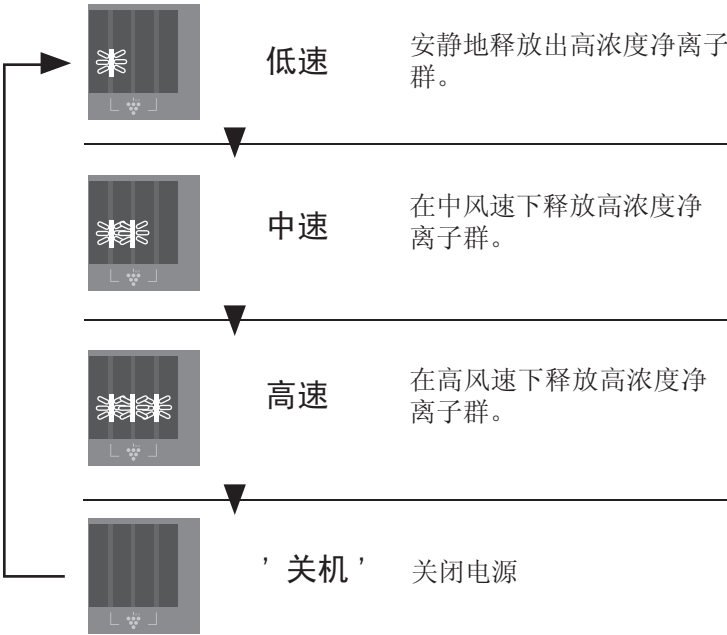 低速
安静地释放出高浓度净离子
群。
中速
在中风速下释放高浓度净
离子群。
高速
在高风速下释放高浓度净
离子群。
’关机’
关闭电源